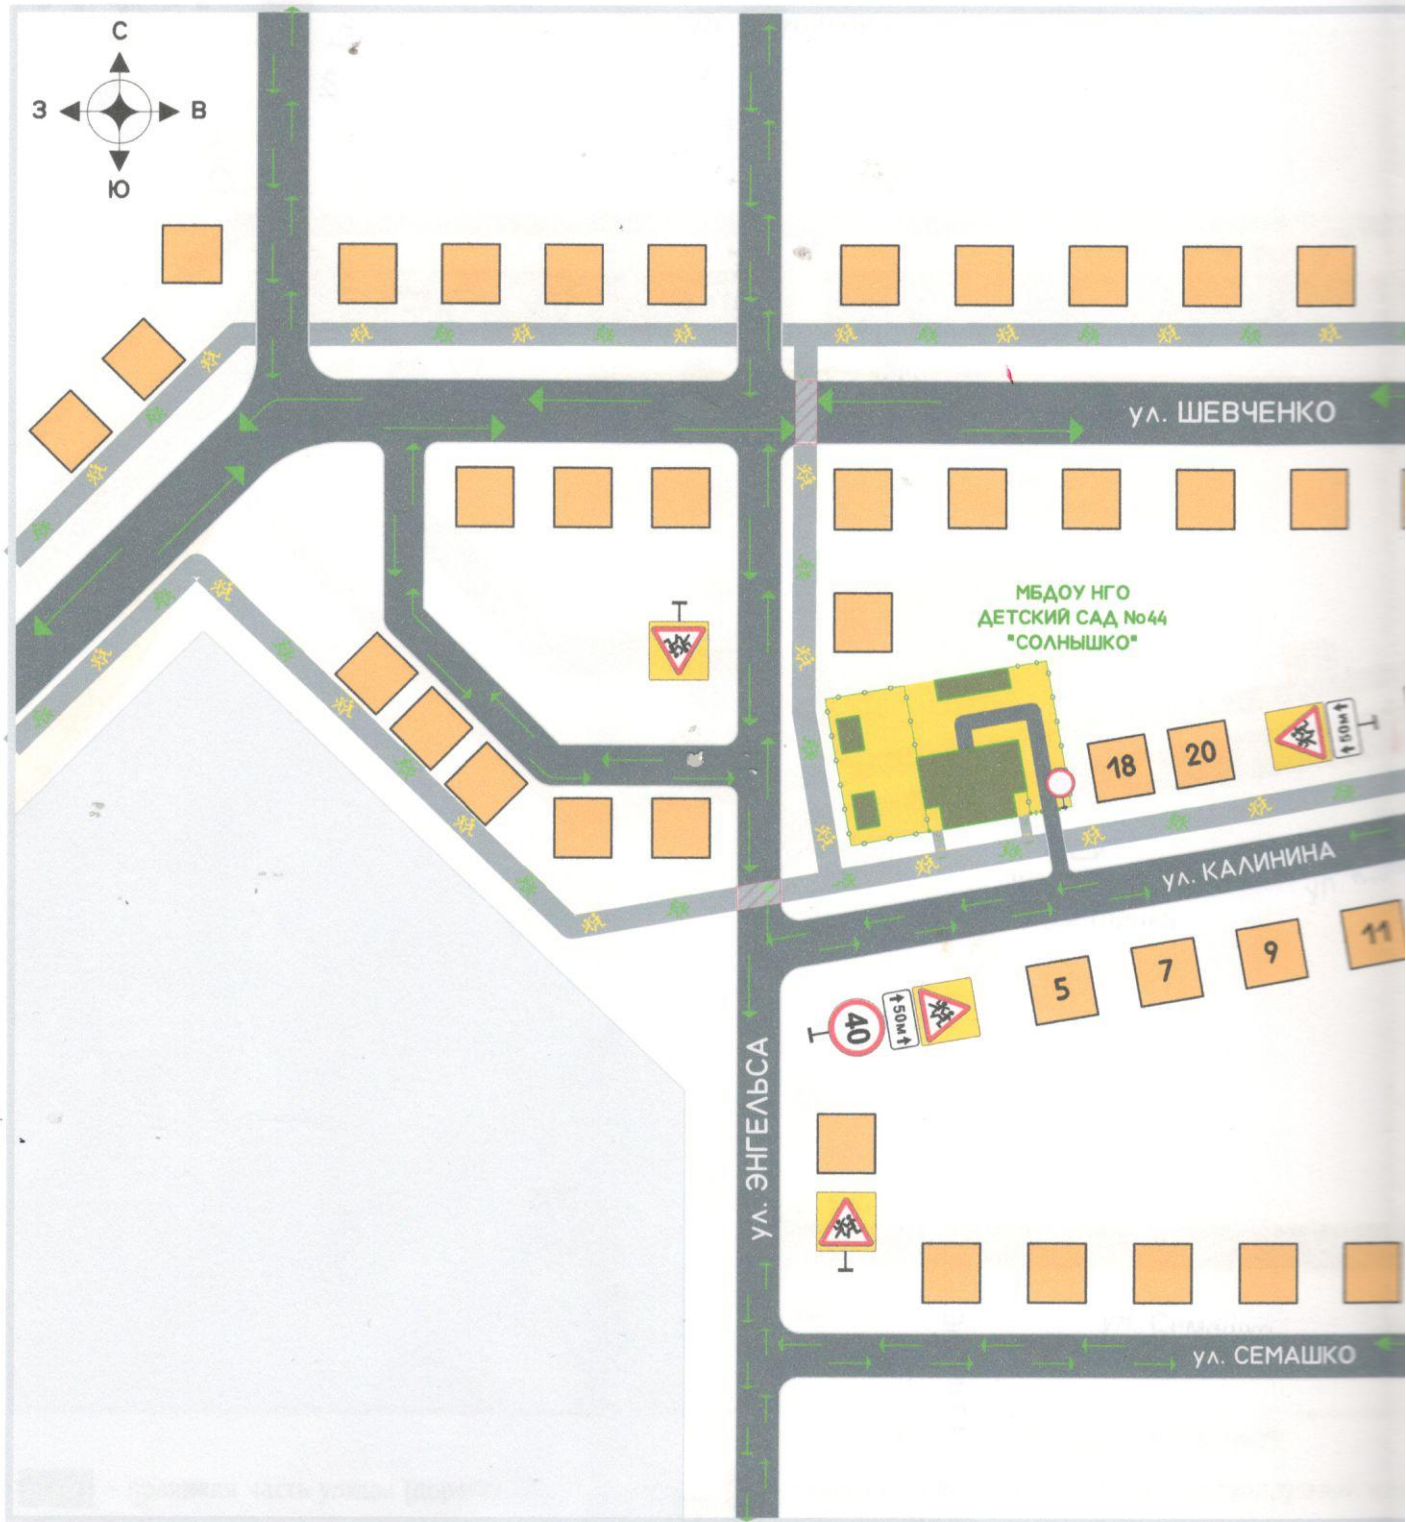 С
З
В
Ю
ул. ШЕВЧЕНКО
МБДОУ НГО
ДЕТСКИЙ САД №44
"СОЛНЫШКО"
18
20
↑50м↑
ул. КАЛИНИНА
5
7
9
11
40
↑50м↑
ул. ЭНГЕЛЬСА
ул. СЕМАШКО